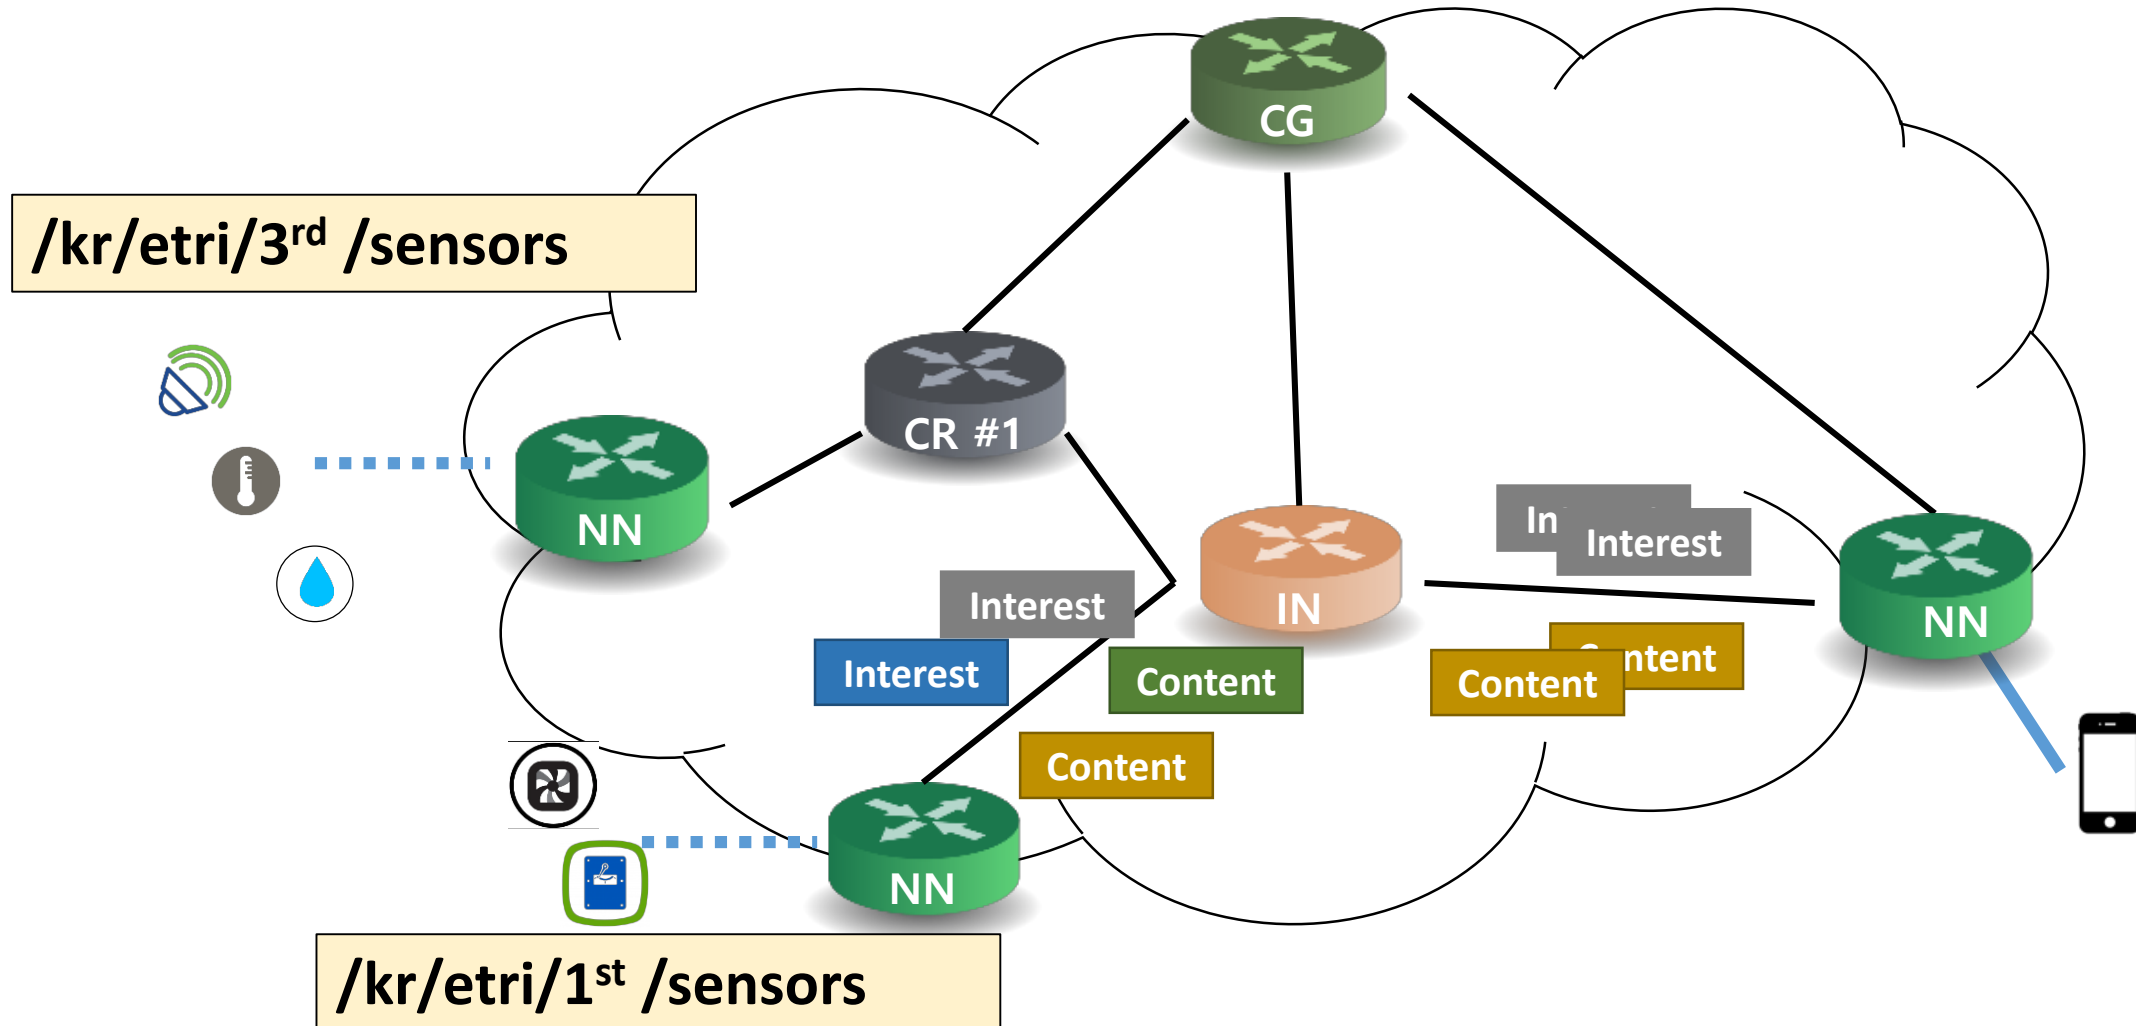 CG
/kr/etri/3rd /sensors
CR #1
NN
In
Interest
Interest
IN
NN
Interest
Content
ntent
Content
Content
NN
/kr/etri/1st /sensors